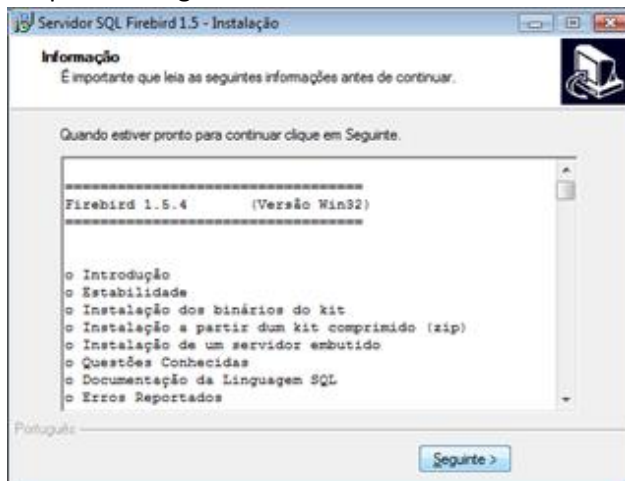 Servidor SQL Firebird 1.5 - Instalação
Informação
É importante que leia as seguintes informações antes de continuar.
Quando estiver pronto para continuar clique em Seguinte.
====================================
Firebird 1.5.4 (Versão Win32)
====================================
o Introdução
o Estabilidade
o Instalação dos binários do kit
o Instalação a partir dum kit comprimido (zip)
o Instalação de um servidor embutido
o Questões Conhecidas
o Documentação da Linguagem SQL
o Erros Reportados
Português
Seguinte >